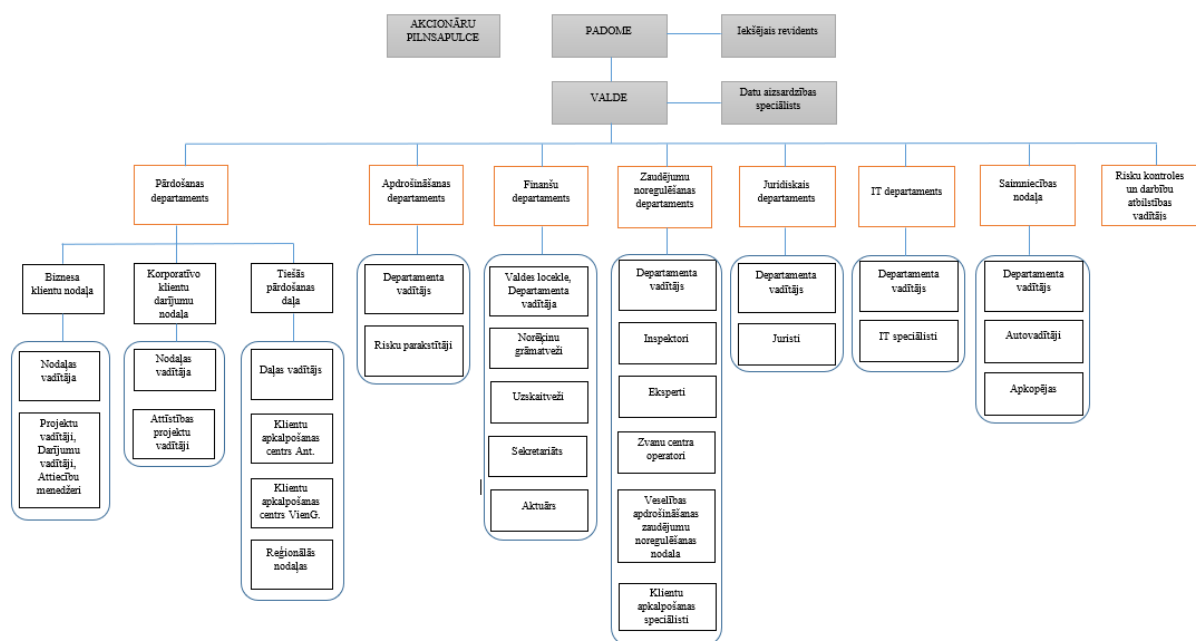 AKCIONĀRU
PILNSAPULCE
PADOME
Iekšējais revidents
VALDE
Datu aizsardzības
speciālists
Pārdošanas
departaments
Apdrošināšanas
departaments
Finanšu
departaments
Zaudējumu
noregulēšanas
departaments
Juridiskais
departaments
IT departaments
Saimniecības
nodaļa
Risku kontroles
un darbību
atbilstības
vadītājs
Biznesa
klientu nodaļa
Korporatīvo
klientu
darījumu
nodaļa
Tiešās
pārdošanas
daļa
Nodaļas
vadītāja
Projektu
vadītāji,
Darījumu
vadītāji,
Attiecību
menedžeri
Nodaļas
vadītāja
Attīstības
projektu
vadītāji
Daļas vadītājs
Klientu
apkalpošanas
centrs Ant.
Klientu
apkalpošanas
centrs VienG.
Reģionālās
nodaļas
Departamenta
vadītājs
Risku parakstītāji
Valdes locekle,
Departamenta
vadītāja
Norēķinu
grāmatveži
Uzskaitveži
Sekretariāts
Aktuārs
Departamenta
vadītājs
Inspektori
Eksperti
Zvanu centra
operatori
Veselības
apdrošināšanas
zaudējumu
noregulēšanas
nodala
Klientu
apkalpošanas
speciālisti
Departamenta
vadītājs
Juristi
Departamenta
vadītājs
IT speciālisti
Departamenta
vadītājs
Autovadītāji
Apkopējas